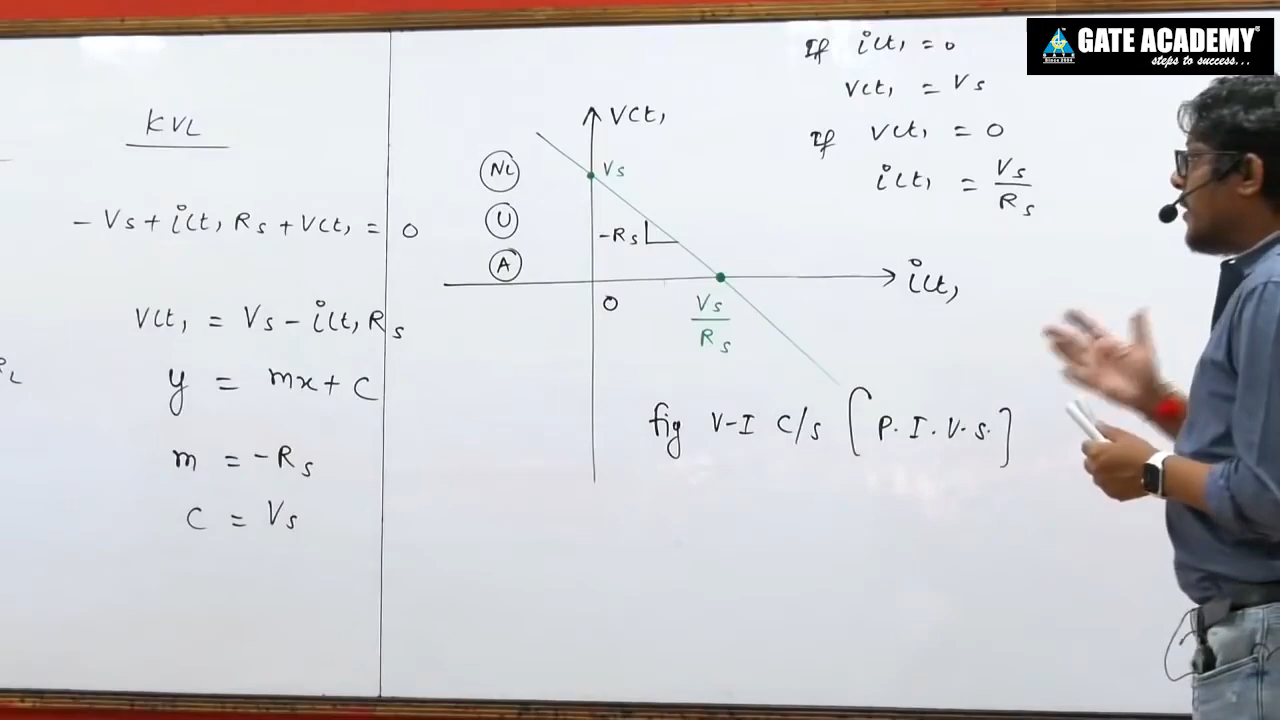 GATE ACADEMY
steps to success...
KVL
- Vs + i(t) Rs + V(t) = 0
V(t) = Vs - i(t) Rs
y = mx + c
m = -Rs
c = Vs
NL
U
A
V(t)
Vs
-Rs
0
Vs
Rs
i(t)
fig V-I C/s [P. I. V. S.]
If i(t) = 0
V(t) = Vs
If V(t) = 0
i(t) = Vs
Rs